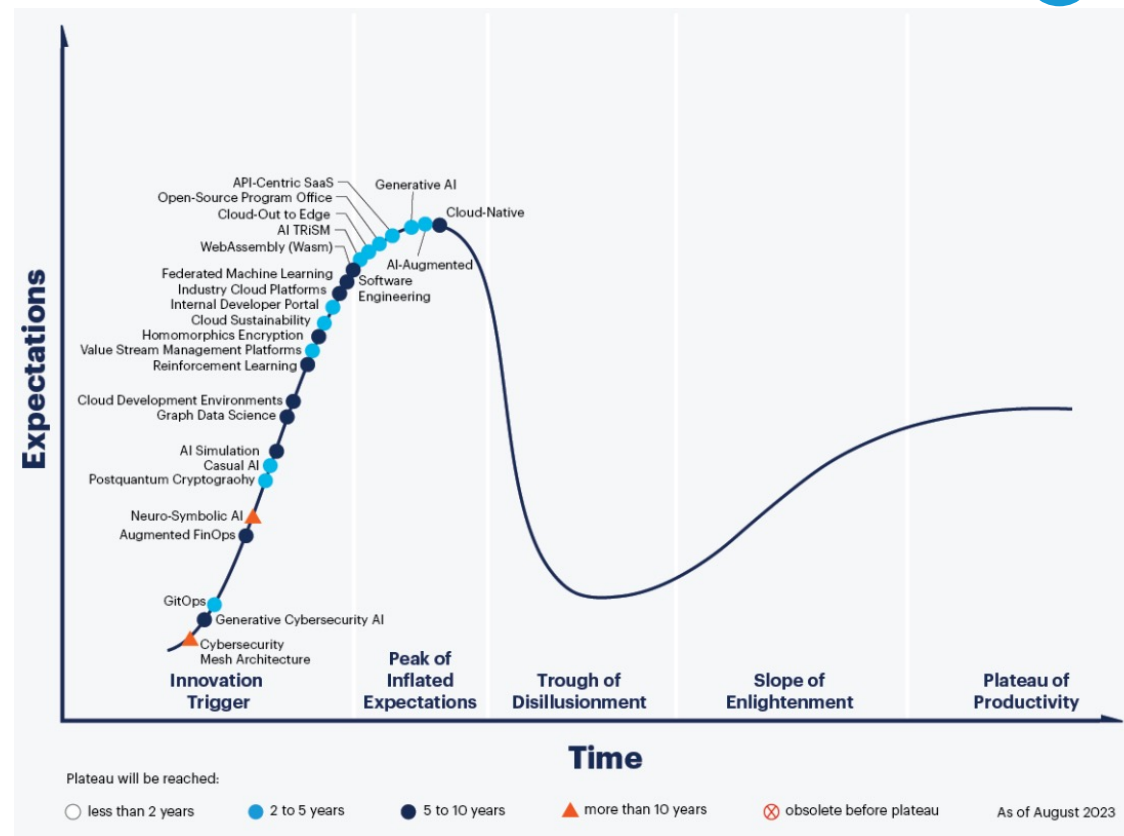 Expectations
API-Centric SaaS
Generative AI
Open-Source Program Office
Cloud-Native
Cloud-Out to Edge
AI TRiSM
WebAssembly (Wasm)
AI-Augmented
Software
Engineering
Federated Machine Learning
Industry Cloud Platforms
Internal Developer Portal
Cloud Sustainability
Homomorphics Encryption
Value Stream Management Platforms
Reinforcement Learning
Cloud Development Environments
Graph Data Science
AI Simulation
Casual AI
Postquantum Cryptograohy
Neuro-Symbolic AI
Augmented FinOps
GitOps
Generative Cybersecurity AI
Cybersecurity
Mesh Architecture
Innovation
Trigger
Peak of
Inflated
Expectations
Trough of
Disillusionment
Slope of
Enlightenment
Plateau of
Productivity
Time
Plateau will be reached:
less than 2 years
2 to 5 years
5 to 10 years
more than 10 years
obsolete before plateau
As of August 2023